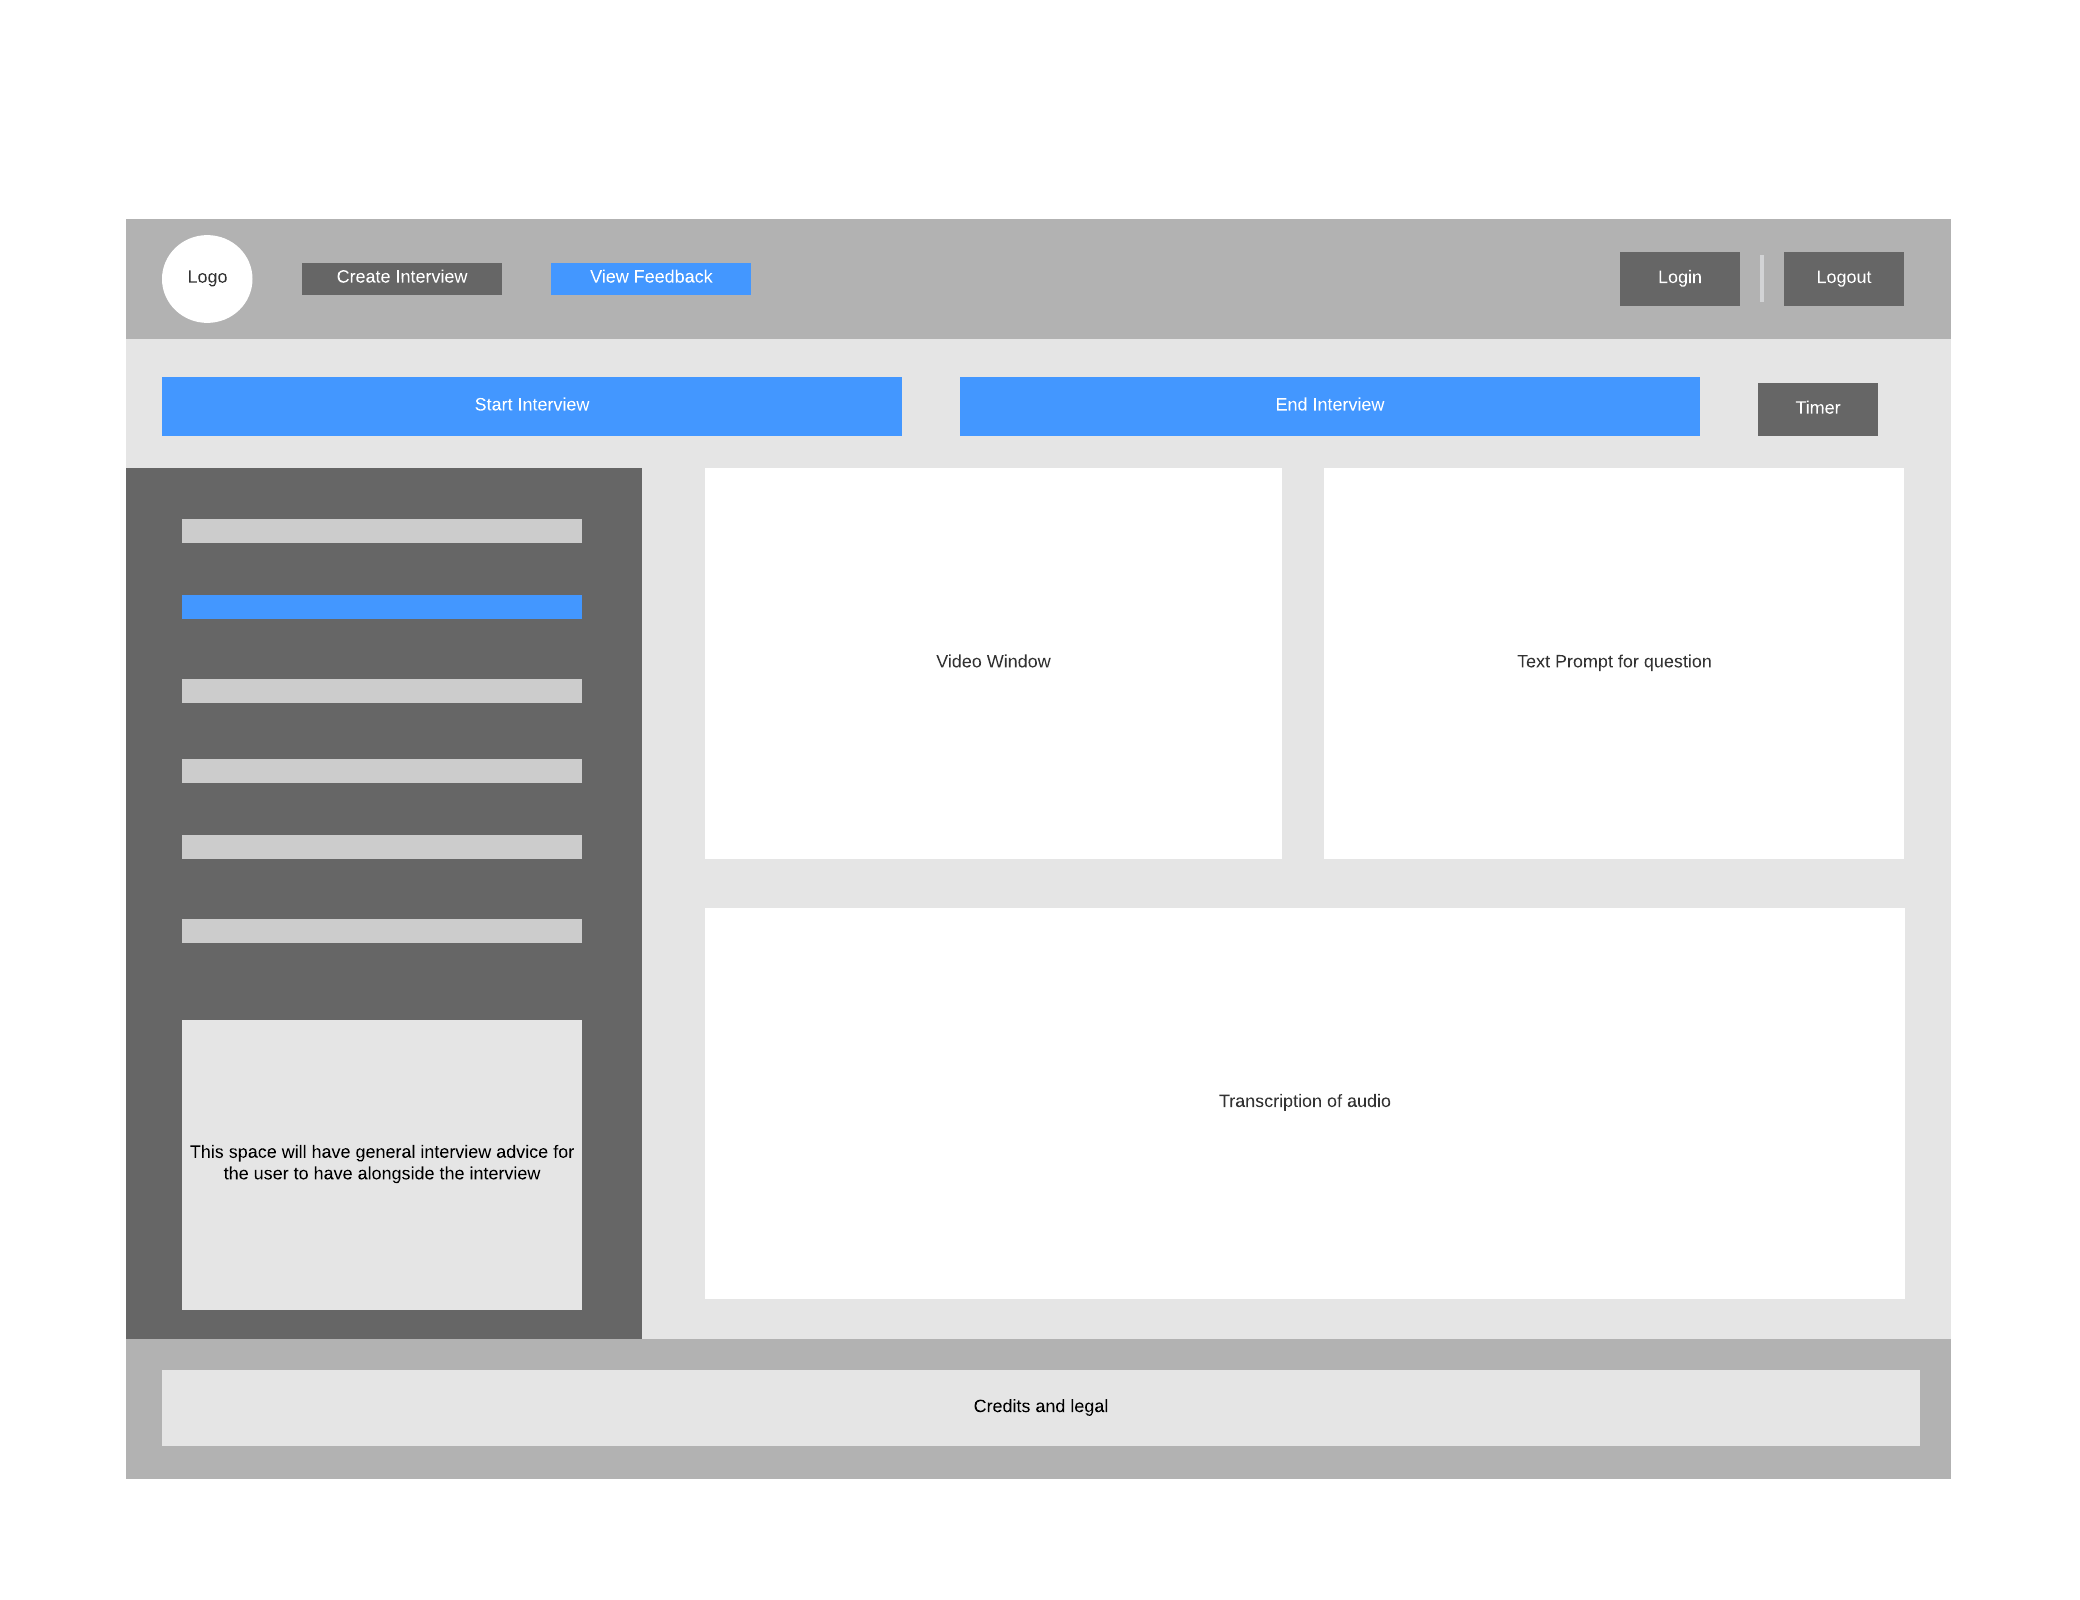 Logo
Create Interview
View Feedback
Login
Logout
Start Interview
End Interview
Timer
Video Window
Text Prompt for question
Transcription of audio
This space will have general interview advice for
the user to have alongside the interview
Credits and legal